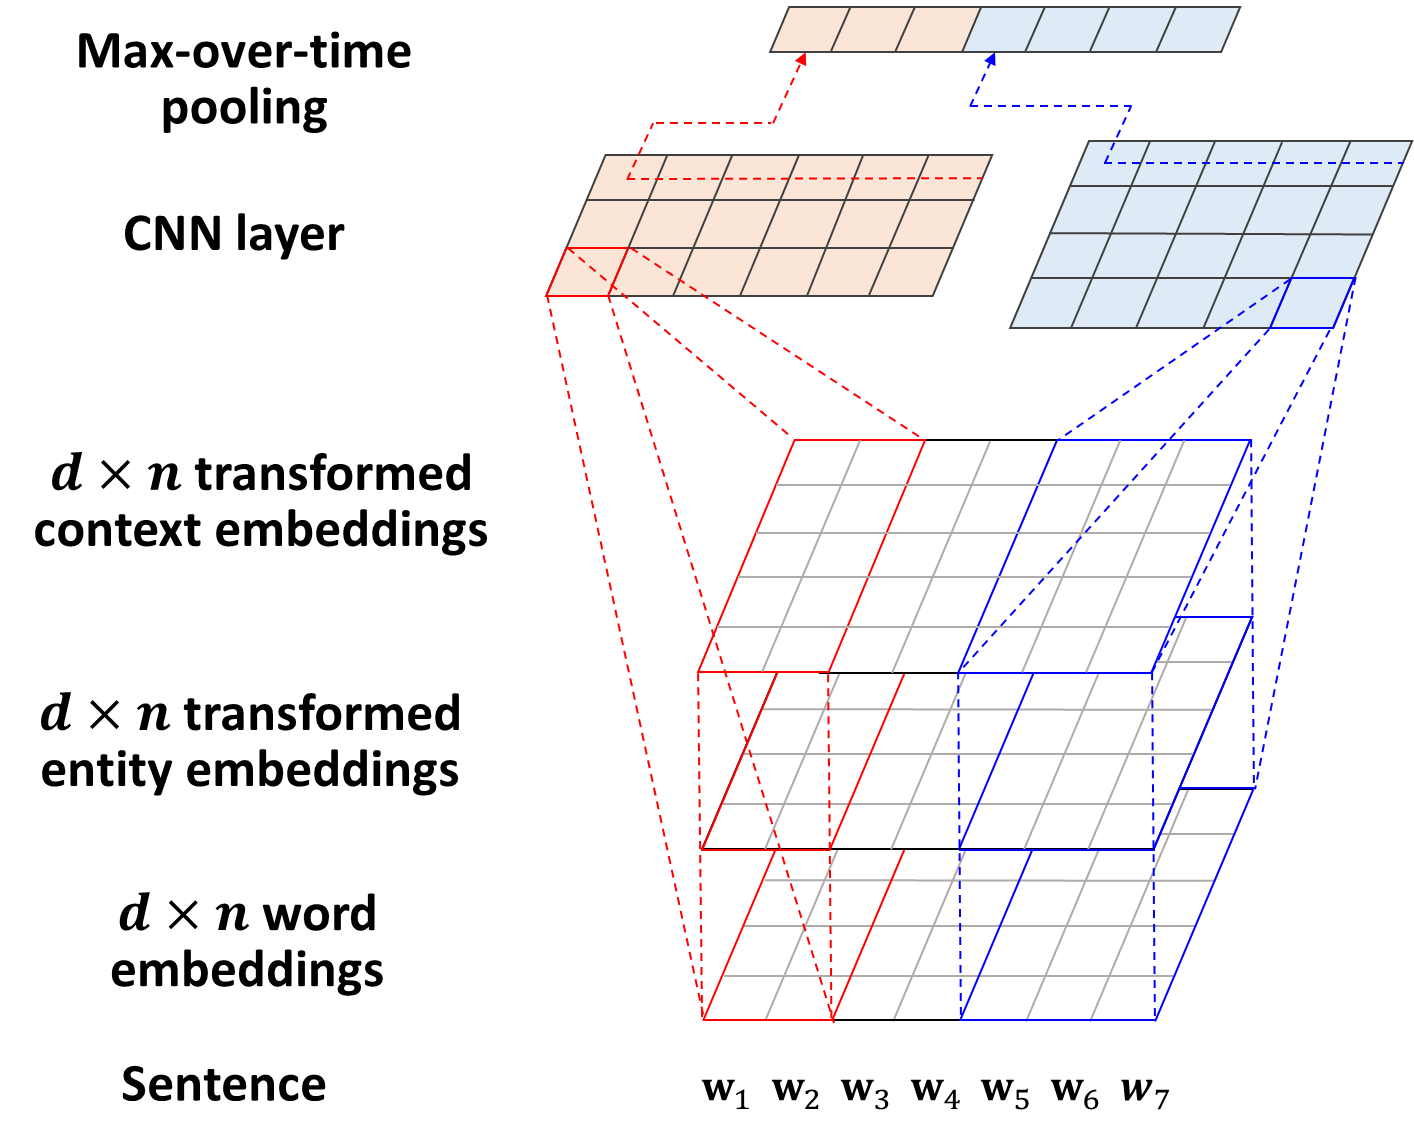 Max-over-time
pooling
CNN layer
d × n transformed
context embeddings
d × n transformed
entity embeddings
d × n word
embeddings
Sentence
w₁ w₂ w₃ w₄ w₅ w₆ w₇